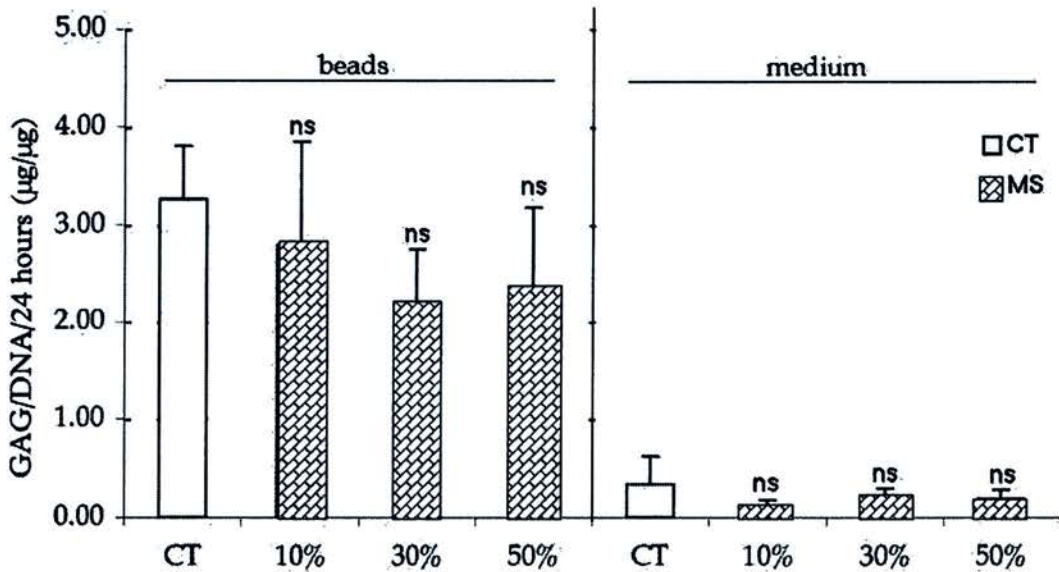 GAG/DNA/24 hours (µg/µg)
5.00
4.00
3.00
2.00
1.00
0.00
beads
medium
ns
ns
ns
ns
ns
ns
CT
MS
CT
10%
30%
50%
CT
10%
30%
50%